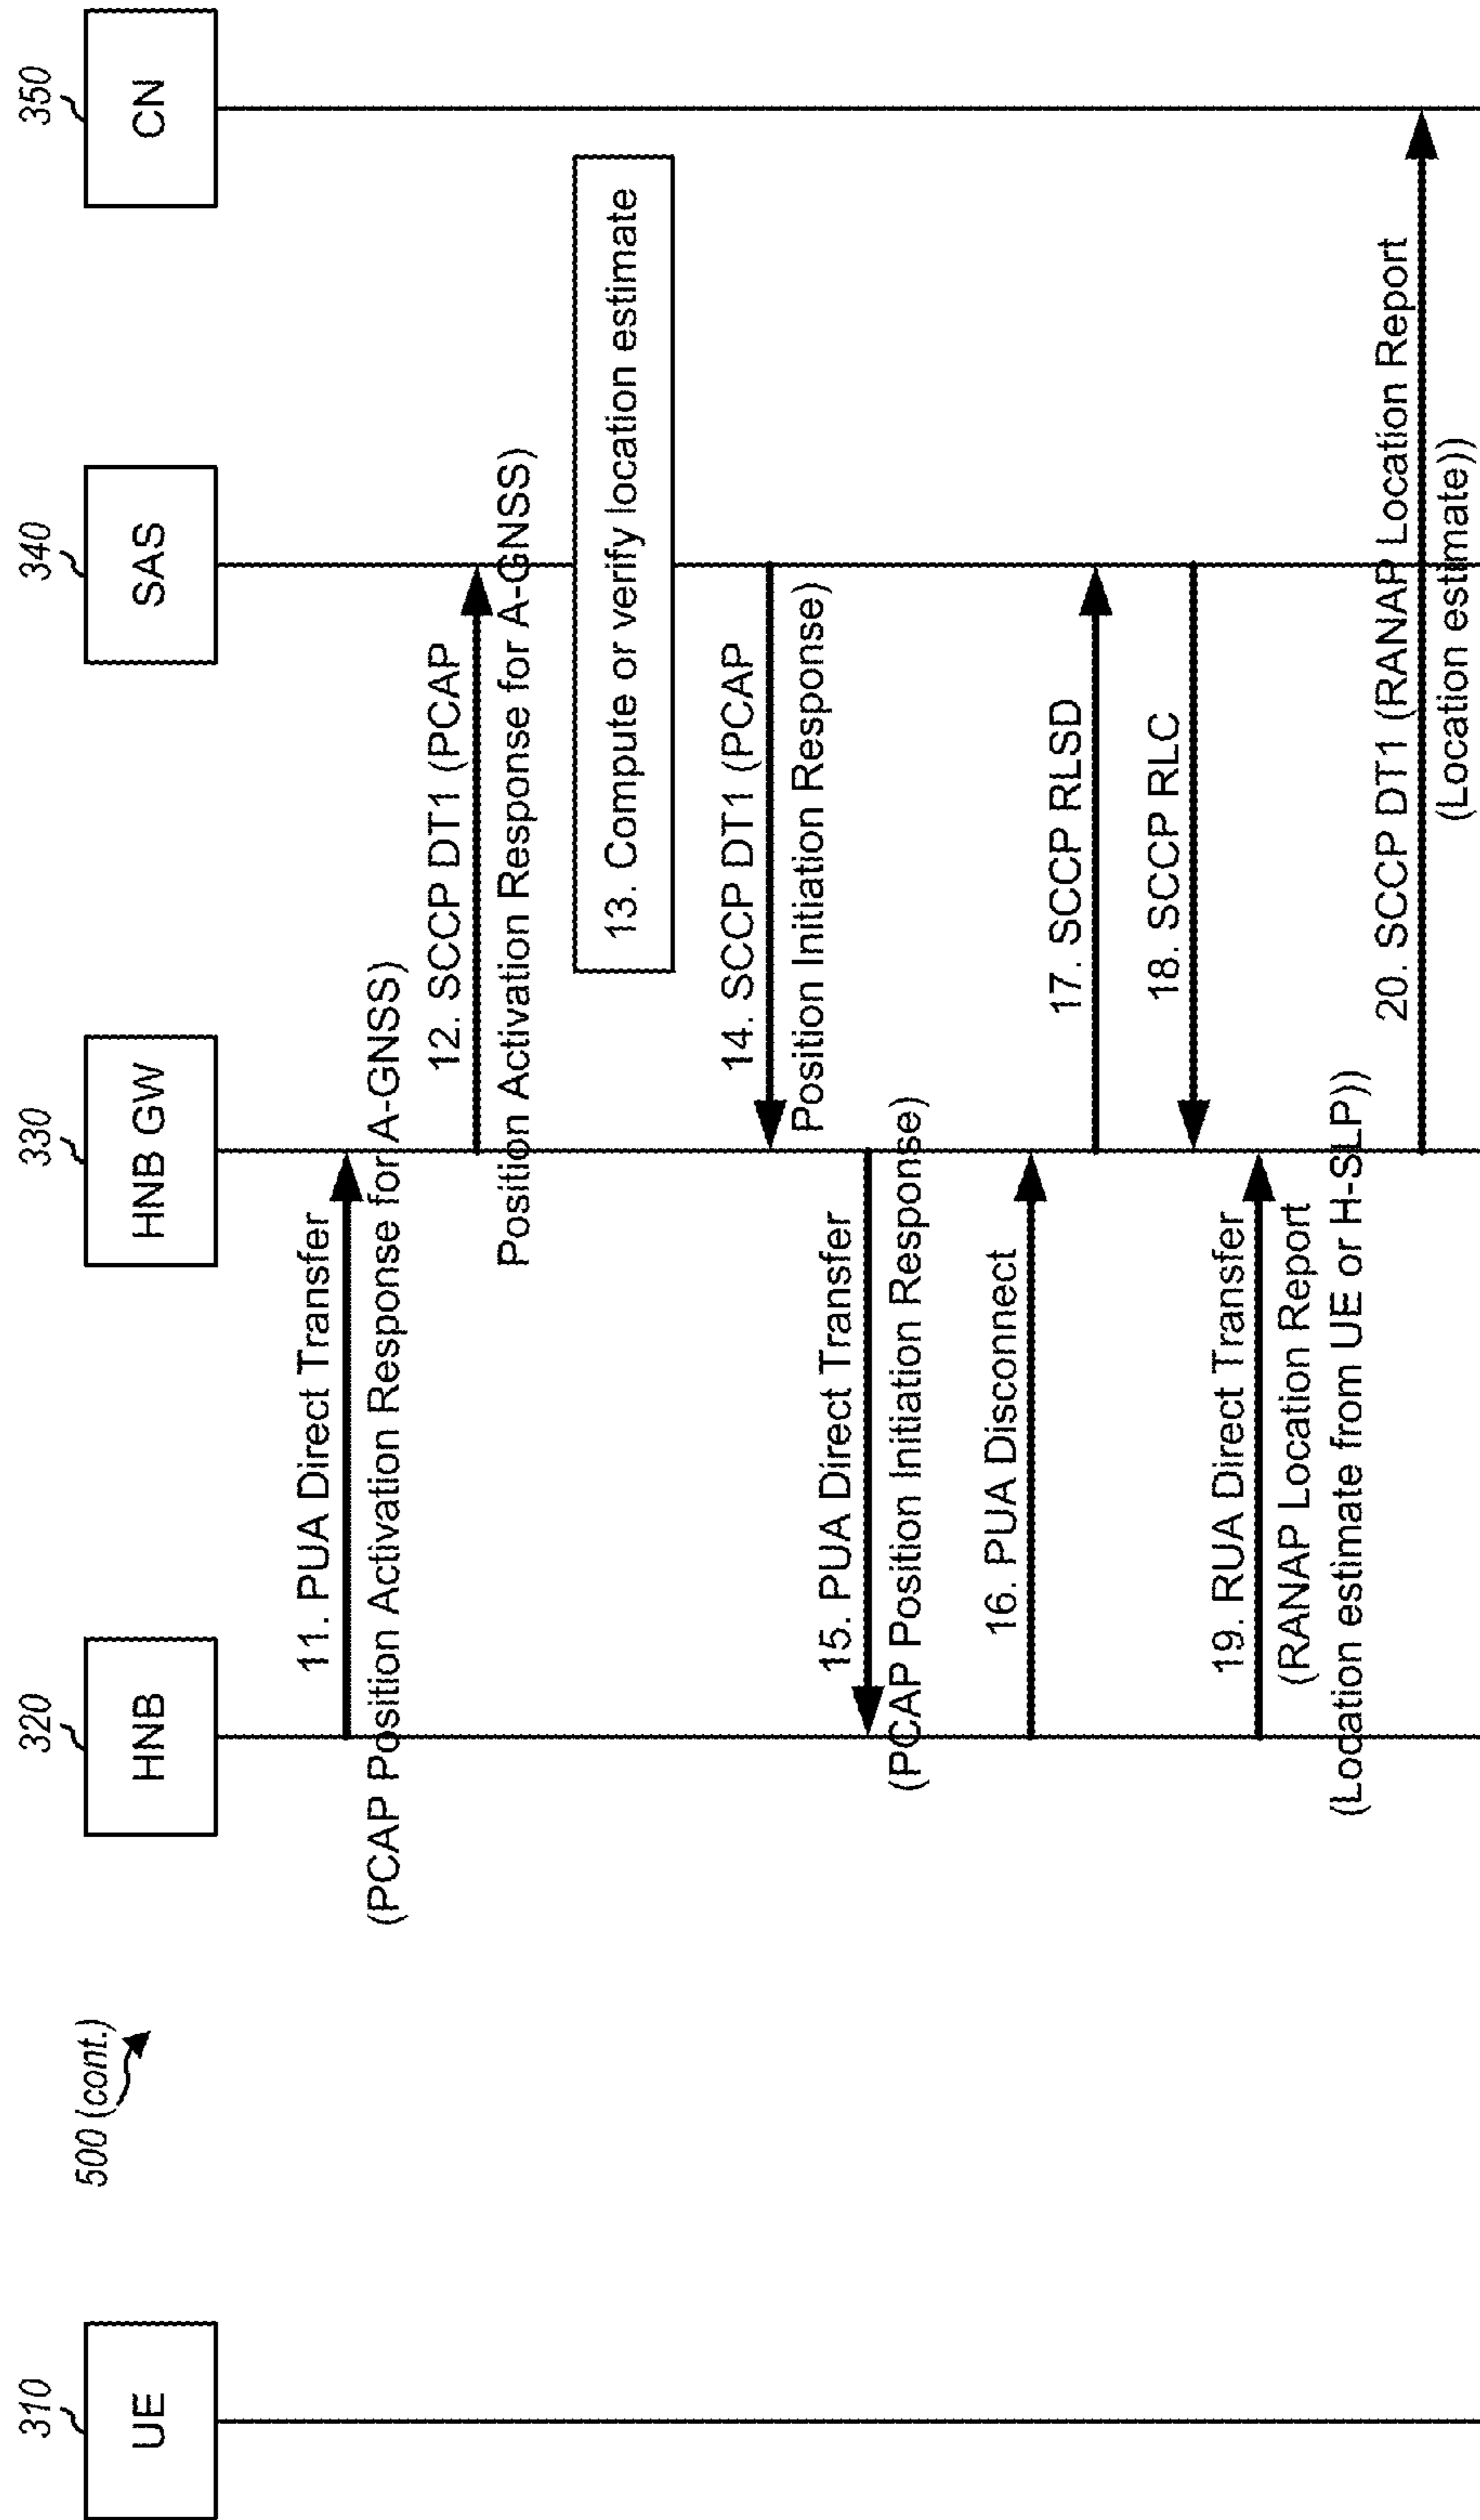 500 (cont.)
310
320
330
340
350
UE
HNB
HNB GW
SAS
CN
11. PUA Direct Transfer
(PCAP Position Activation Response for A-GNSS)
12. SCCP DT1 (PCAP
Position Activation Response for A-GNSS)
13. Compute or verify location estimate
14. SCCP DT1 (PCAP
Position Initiation Response)
15. PUA Direct Transfer
(PCAP Position Initiation Response)
16. PUA Disconnect
17. SCCP RLSD
18. SCCP RLC
19. RUA Direct Transfer
(RANAP Location Report
(Location estimate from UE or H-SLP))
20. SCCP DT1 (RANAP Location Report
(Location estimate))